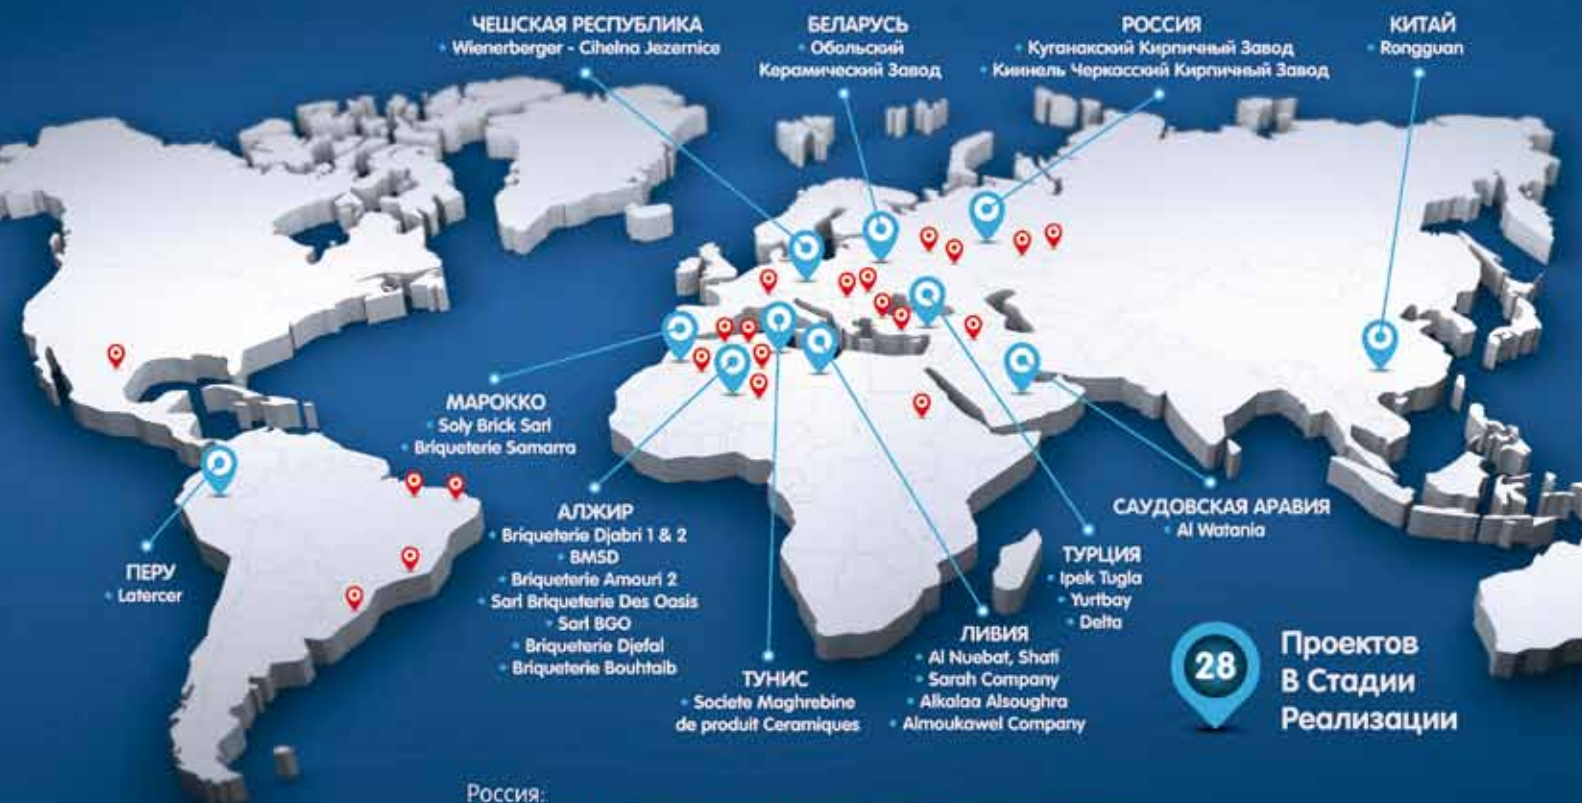 ЧЕШСКАЯ РЕСПУБЛИКА
• Wienerberger - Cihelna Jezernice
БЕЛАРУСЬ
• Обольский
Керамический Завод
РОССИЯ
• Куганакский Кирпичный Завод
• Киннель Черкасский Кирпичный Завод
КИТАЙ
• Rongguan
МАРОККО
• Soly Brick Sarl
• Briqueterie Samarra
АЛЖИР
• Briqueterie Djabri 1 & 2
• BMSD
• Briqueterie Amouri 2
• Sarl Briqueterie Des Oasis
• Sarl BGO
• Briqueterie Djefal
• Briqueterie Bouhtaib
ПЕРУ
• Latercer
ТУНИС
• Societe Maghrebine
de produit Ceramiques
ЛИВИЯ
• Al Nuebat, Shati
• Sarah Company
• Alkalaa Alsoughra
• Almoukawel Company
ТУРЦИЯ
• Ipek Tugla
• Yurtbay
• Delta
САУДОВСКАЯ АРАВИЯ
• Al Watania
28
Проектов
В Стадии
Реализации
Россия: